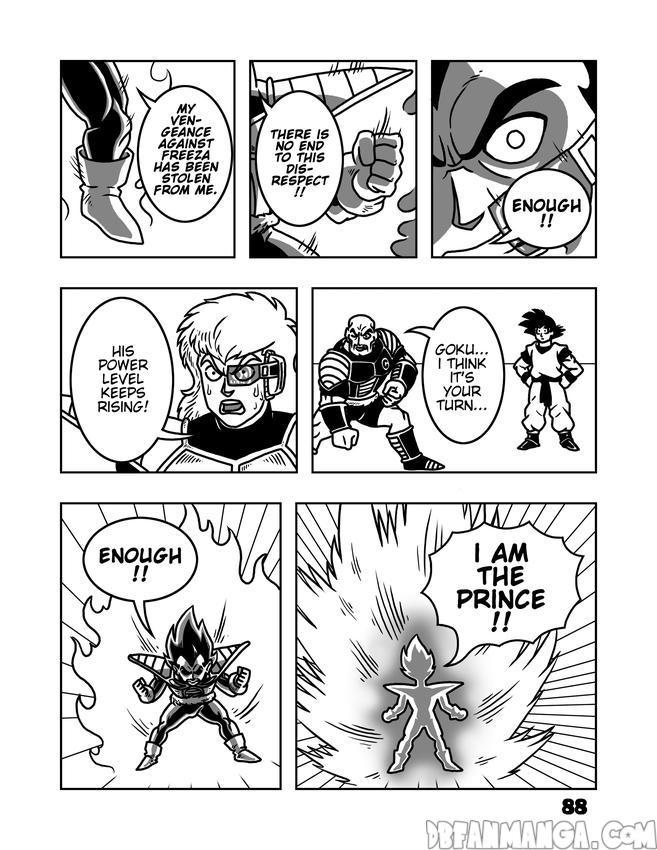 MY
VEN-
GEANCE
AGAINST
FREEZA
HAS BEEN
STOLEN
FROM ME.
THERE IS
NO END
TO THIS
DIS-
RESPECT
!!
ENOUGH
!!
HIS
POWER
LEVEL
KEEPS
RISING!
GOKU...
I THINK
IT'S
YOUR
TURN...
ENOUGH
!!
I AM
THE
PRINCE
!!
88
DBFANMANGA.COM